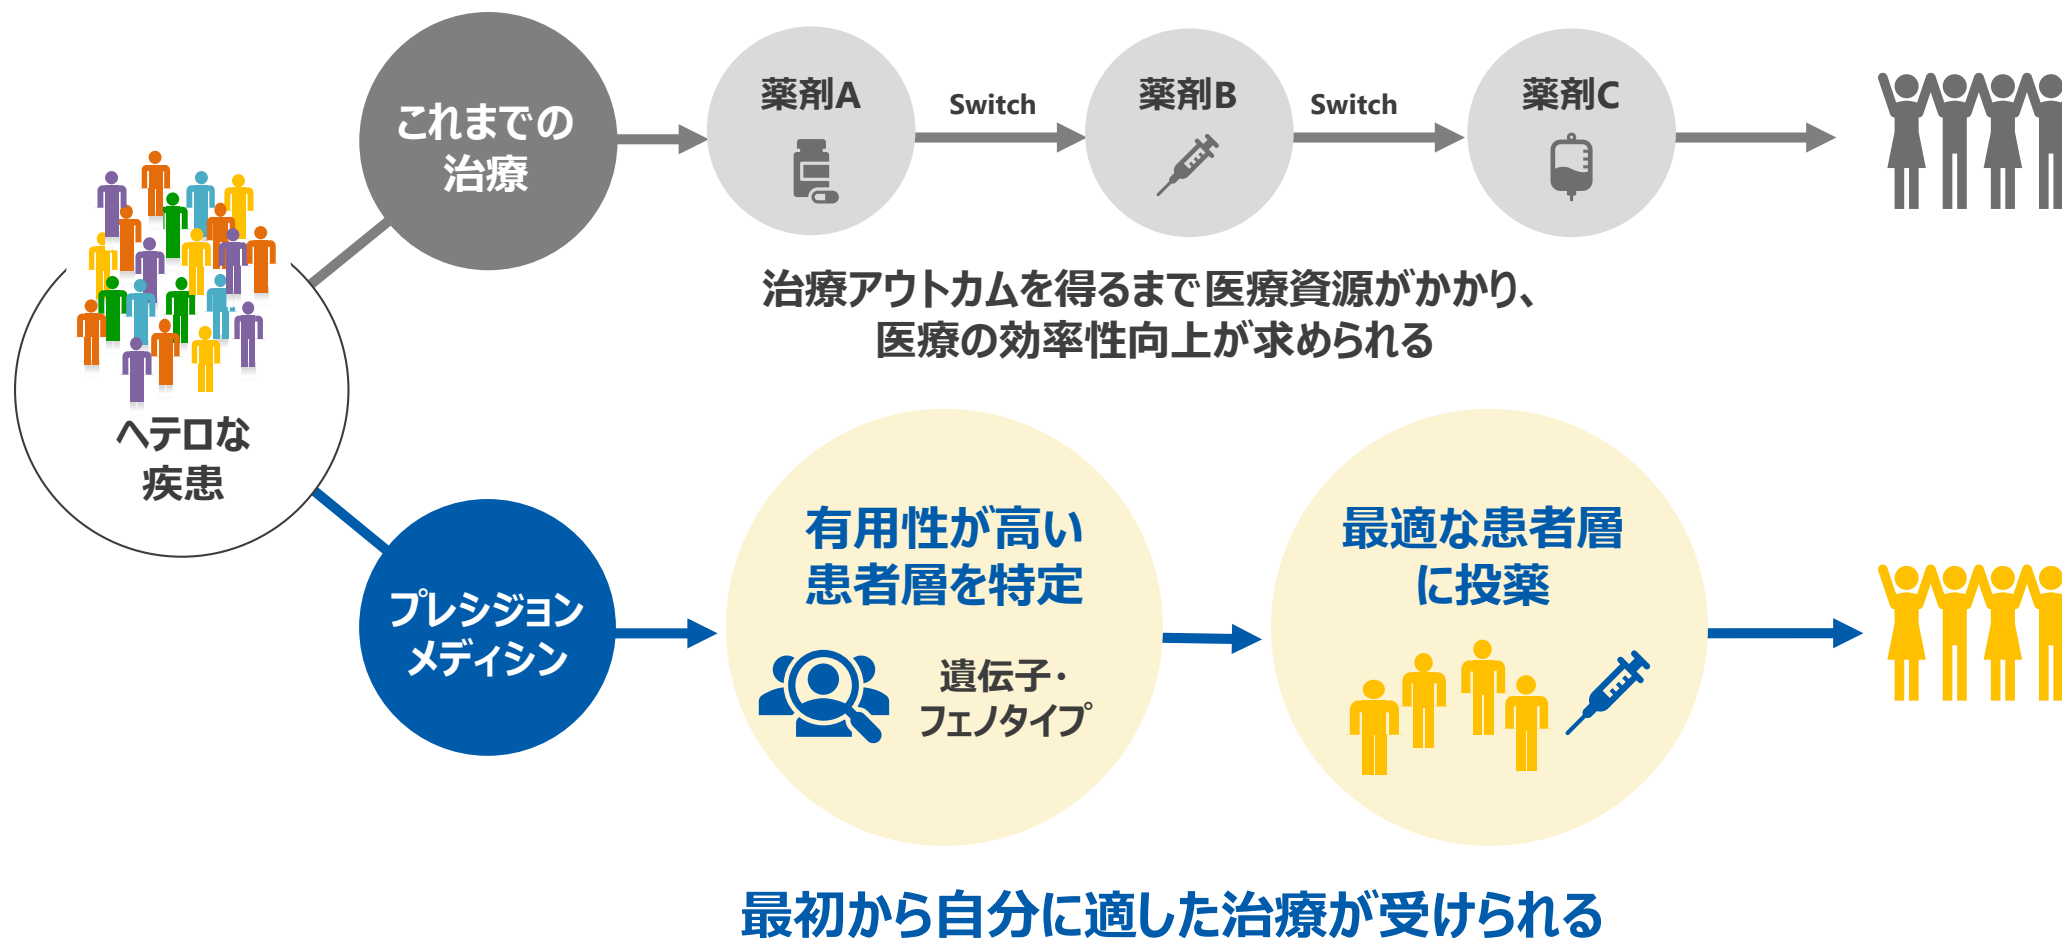 ヘテロな
疾患
これまでの
治療
薬剤A
Switch
薬剤B
Switch
薬剤C
治療アウトカムを得るまで医療資源がかかり、
医療の効率性向上が求められる
プレシジョン
メディシン
有用性が高い
患者層を特定
遺伝子・
フェノタイプ
最適な患者層
に投薬
最初から自分に適した治療が受けられる